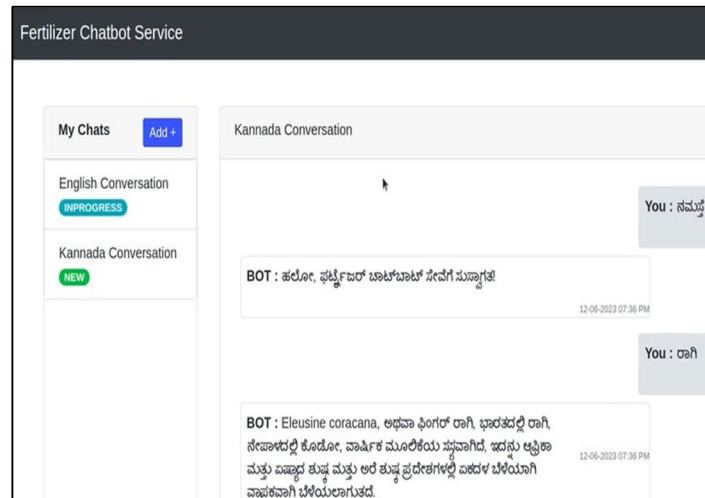 Fertilizer Chatbot Service
My Chats
Add +
English Conversation
INPROGRESS
Kannada Conversation
NEW
Kannada Conversation
You : ನಮಸ್ತೆ
BOT : ಹಲೋ, ಫರ್ಟಿಲೈಜರ್ ಚಾಟ್‌ಬಾಟ್ ಸೇವೆಗೆ ಸುಸ್ವಾಗತ!
12-06-2023 07:36 PM
You : ರಾಗಿ
BOT : Eleusine coracana, ಅಥವಾ ಫಿಂಗರ್ ರಾಗಿ, ಭಾರತದಲ್ಲಿ ರಾಗಿ,
ನೇಪಾಳದಲ್ಲಿ ಕೊಡೋ, ವಾರ್ಷಿಕ ಮೂಲಿಕೆಯ ಸಸ್ಯವಾಗಿದೆ, ಇದನ್ನು ಆಫ್ರಿಕಾ
ಮತ್ತು ಏಷ್ಯಾದ ಶುಷ್ಕ ಮತ್ತು ಅರೆ ಶುಷ್ಕ ಪ್ರದೇಶಗಳಲ್ಲಿ ಏಕದಳ ಬೆಳೆಯಾಗಿ
ವ್ಯಾಪಕವಾಗಿ ಬೆಳೆಯಲಾಗುತ್ತದೆ.
12-06-2023 07:36 PM